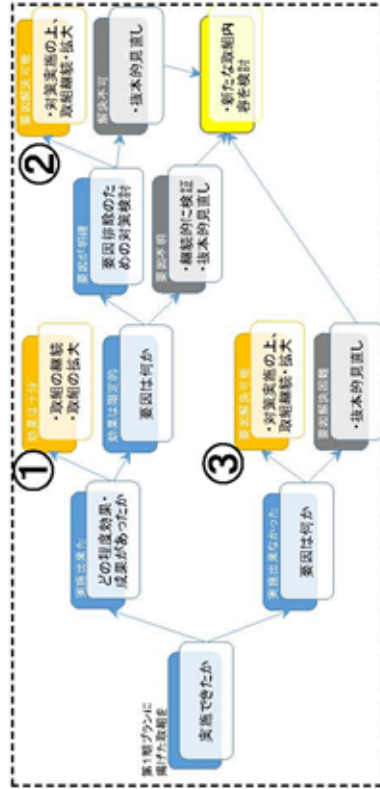 第1期プランに
掲げた取組を
実施できたか
実施出来た
どの程度効果・
成果があったか
①
効果は十分
・取組の継続
・取組の拡大
効果は限定的
要因は何か
②
要因が明確
要因排除のた
めの対策検討
要因解決可能
・対策実施の上、
取組継続・拡大
解決不可
・抜本的見直し
要因不明
・継続的に検証
・抜本的見直し
・新たな取組内
容を検討
実施出来なかった
要因は何か
③
要因解決可能
・対策実施の上、
取組継続・拡大
要因解決困難
・抜本的見直し